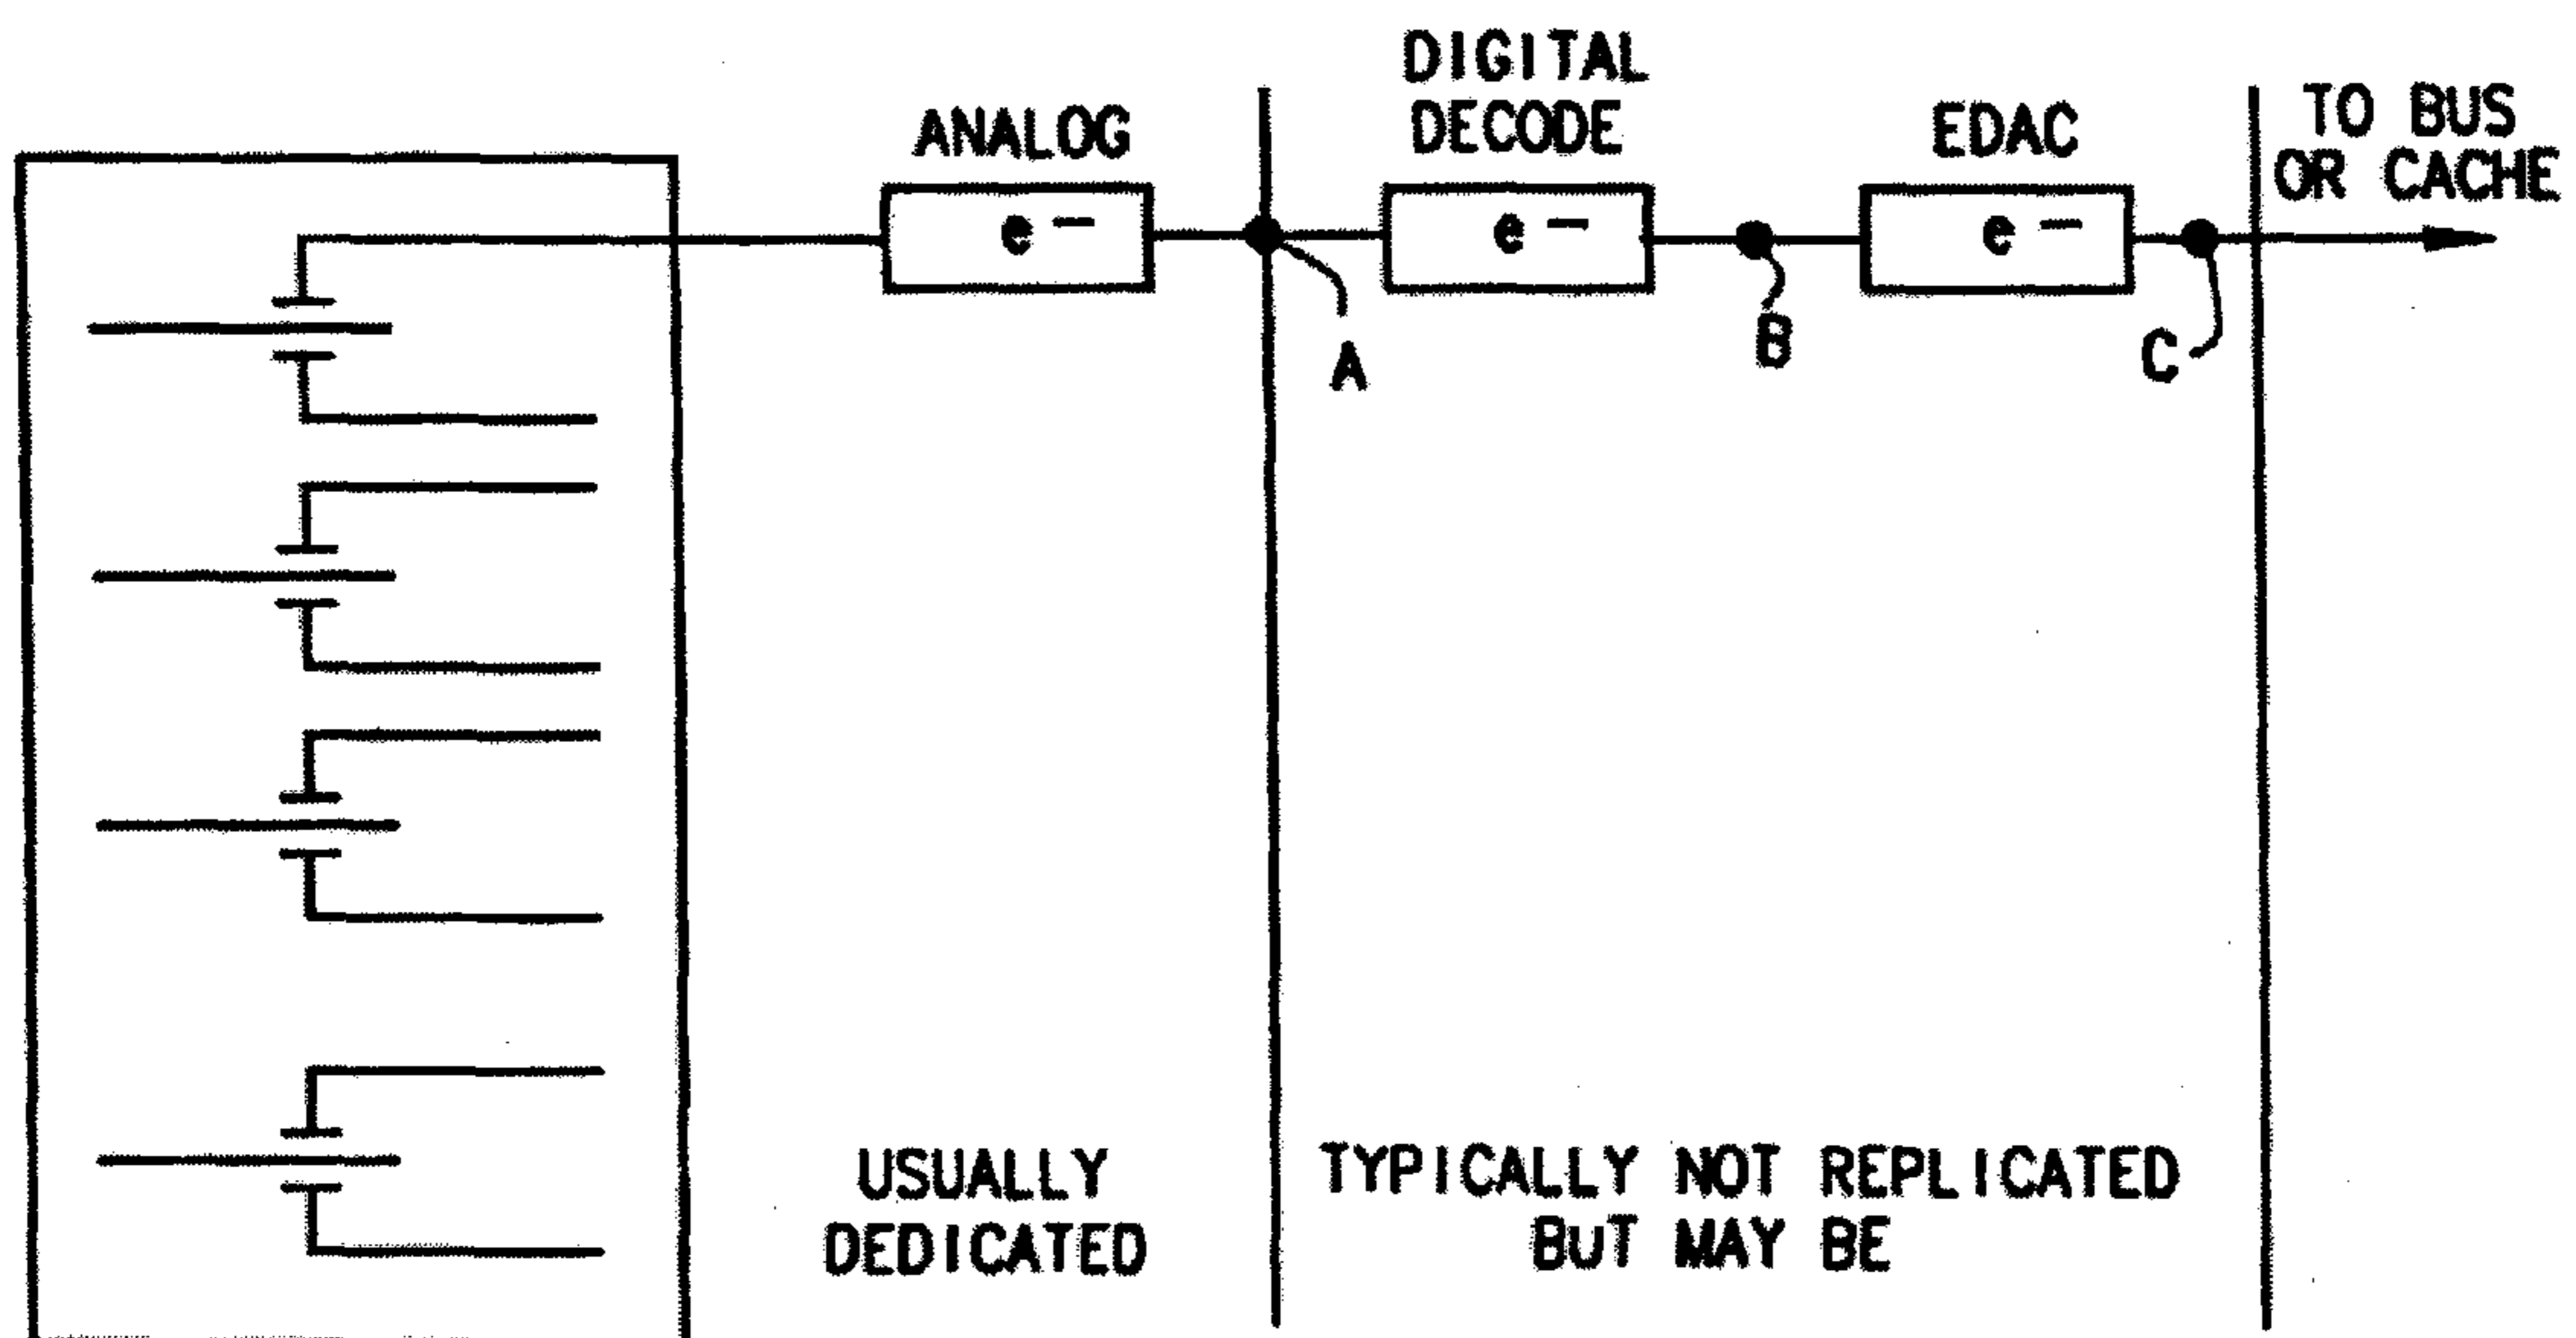 ANALOG
DIGITAL
DECODE
EDAC
TO BUS
OR CACHE
e -
e -
e -
A
B
C
USUALLY
DEDICATED
TYPICALLY NOT REPLICATED
BUT MAY BE